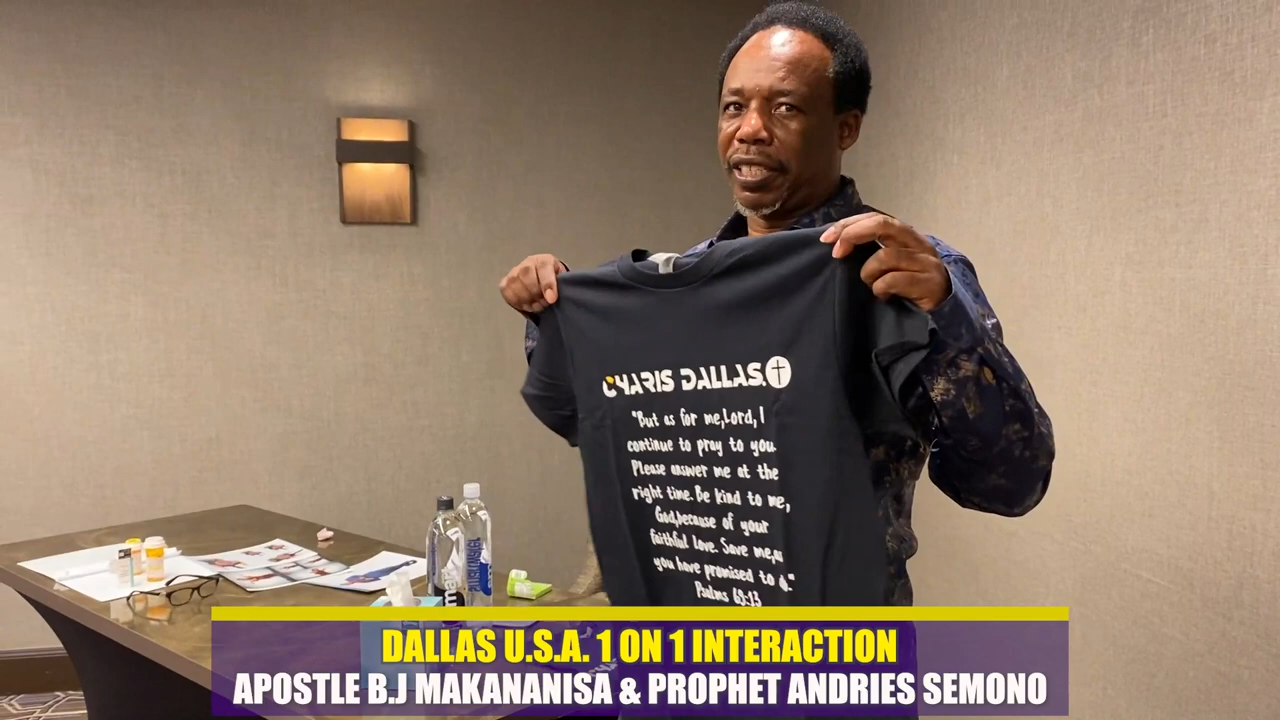 CHARIS DALLAS.
"But as for me,Lord, I
continue to pray to you.
Please answer me at the
right time. Be kind to me,
God,because of your
faithful love. Save me,as
you have promised to do."
Psalms 69:13
DALLAS U.S.A. 1 ON 1 INTERACTION
APOSTLE B.J MAKANANISA & PROPHET ANDRIES SEMONO